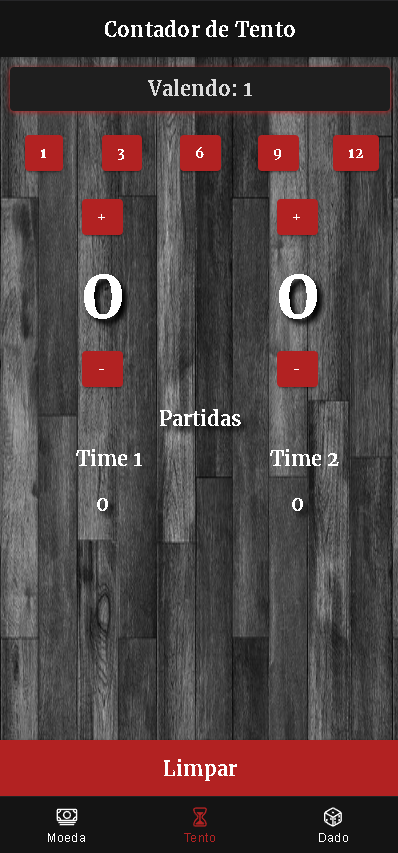 Contador de Tento
Valendo: 1
1 3 6 9 12
+ +
0 0
- -
Partidas
Time 1 Time 2
0 0
Limpar
Moeda Tento Dado